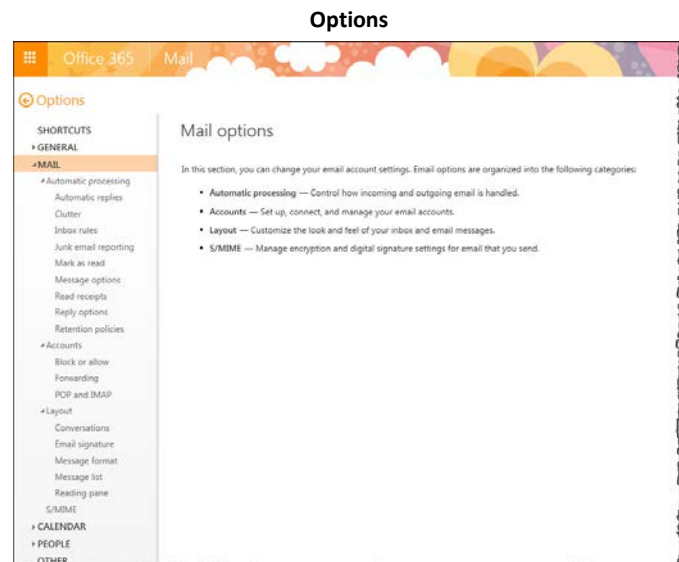 Options
Office 365 Mail
Options
SHORTCUTS
GENERAL
MAIL
Automatic processing
Automatic replies
Clutter
Inbox rules
Junk email reporting
Mark as read
Message options
Read receipts
Reply options
Retention policies
Accounts
Block or allow
Forwarding
POP and IMAP
Layout
Conversations
Email signature
Message format
Message list
Reading pane
S/MIME
CALENDAR
PEOPLE
OTHER
Mail options
In this section, you can change your email account settings. Email options are organized into the following categories:
• Automatic processing — Control how incoming and outgoing email is handled.
• Accounts — Set up, connect, and manage your email accounts.
• Layout — Customize the look and feel of your inbox and email messages.
• S/MIME — Manage encryption and digital signature settings for email that you send.